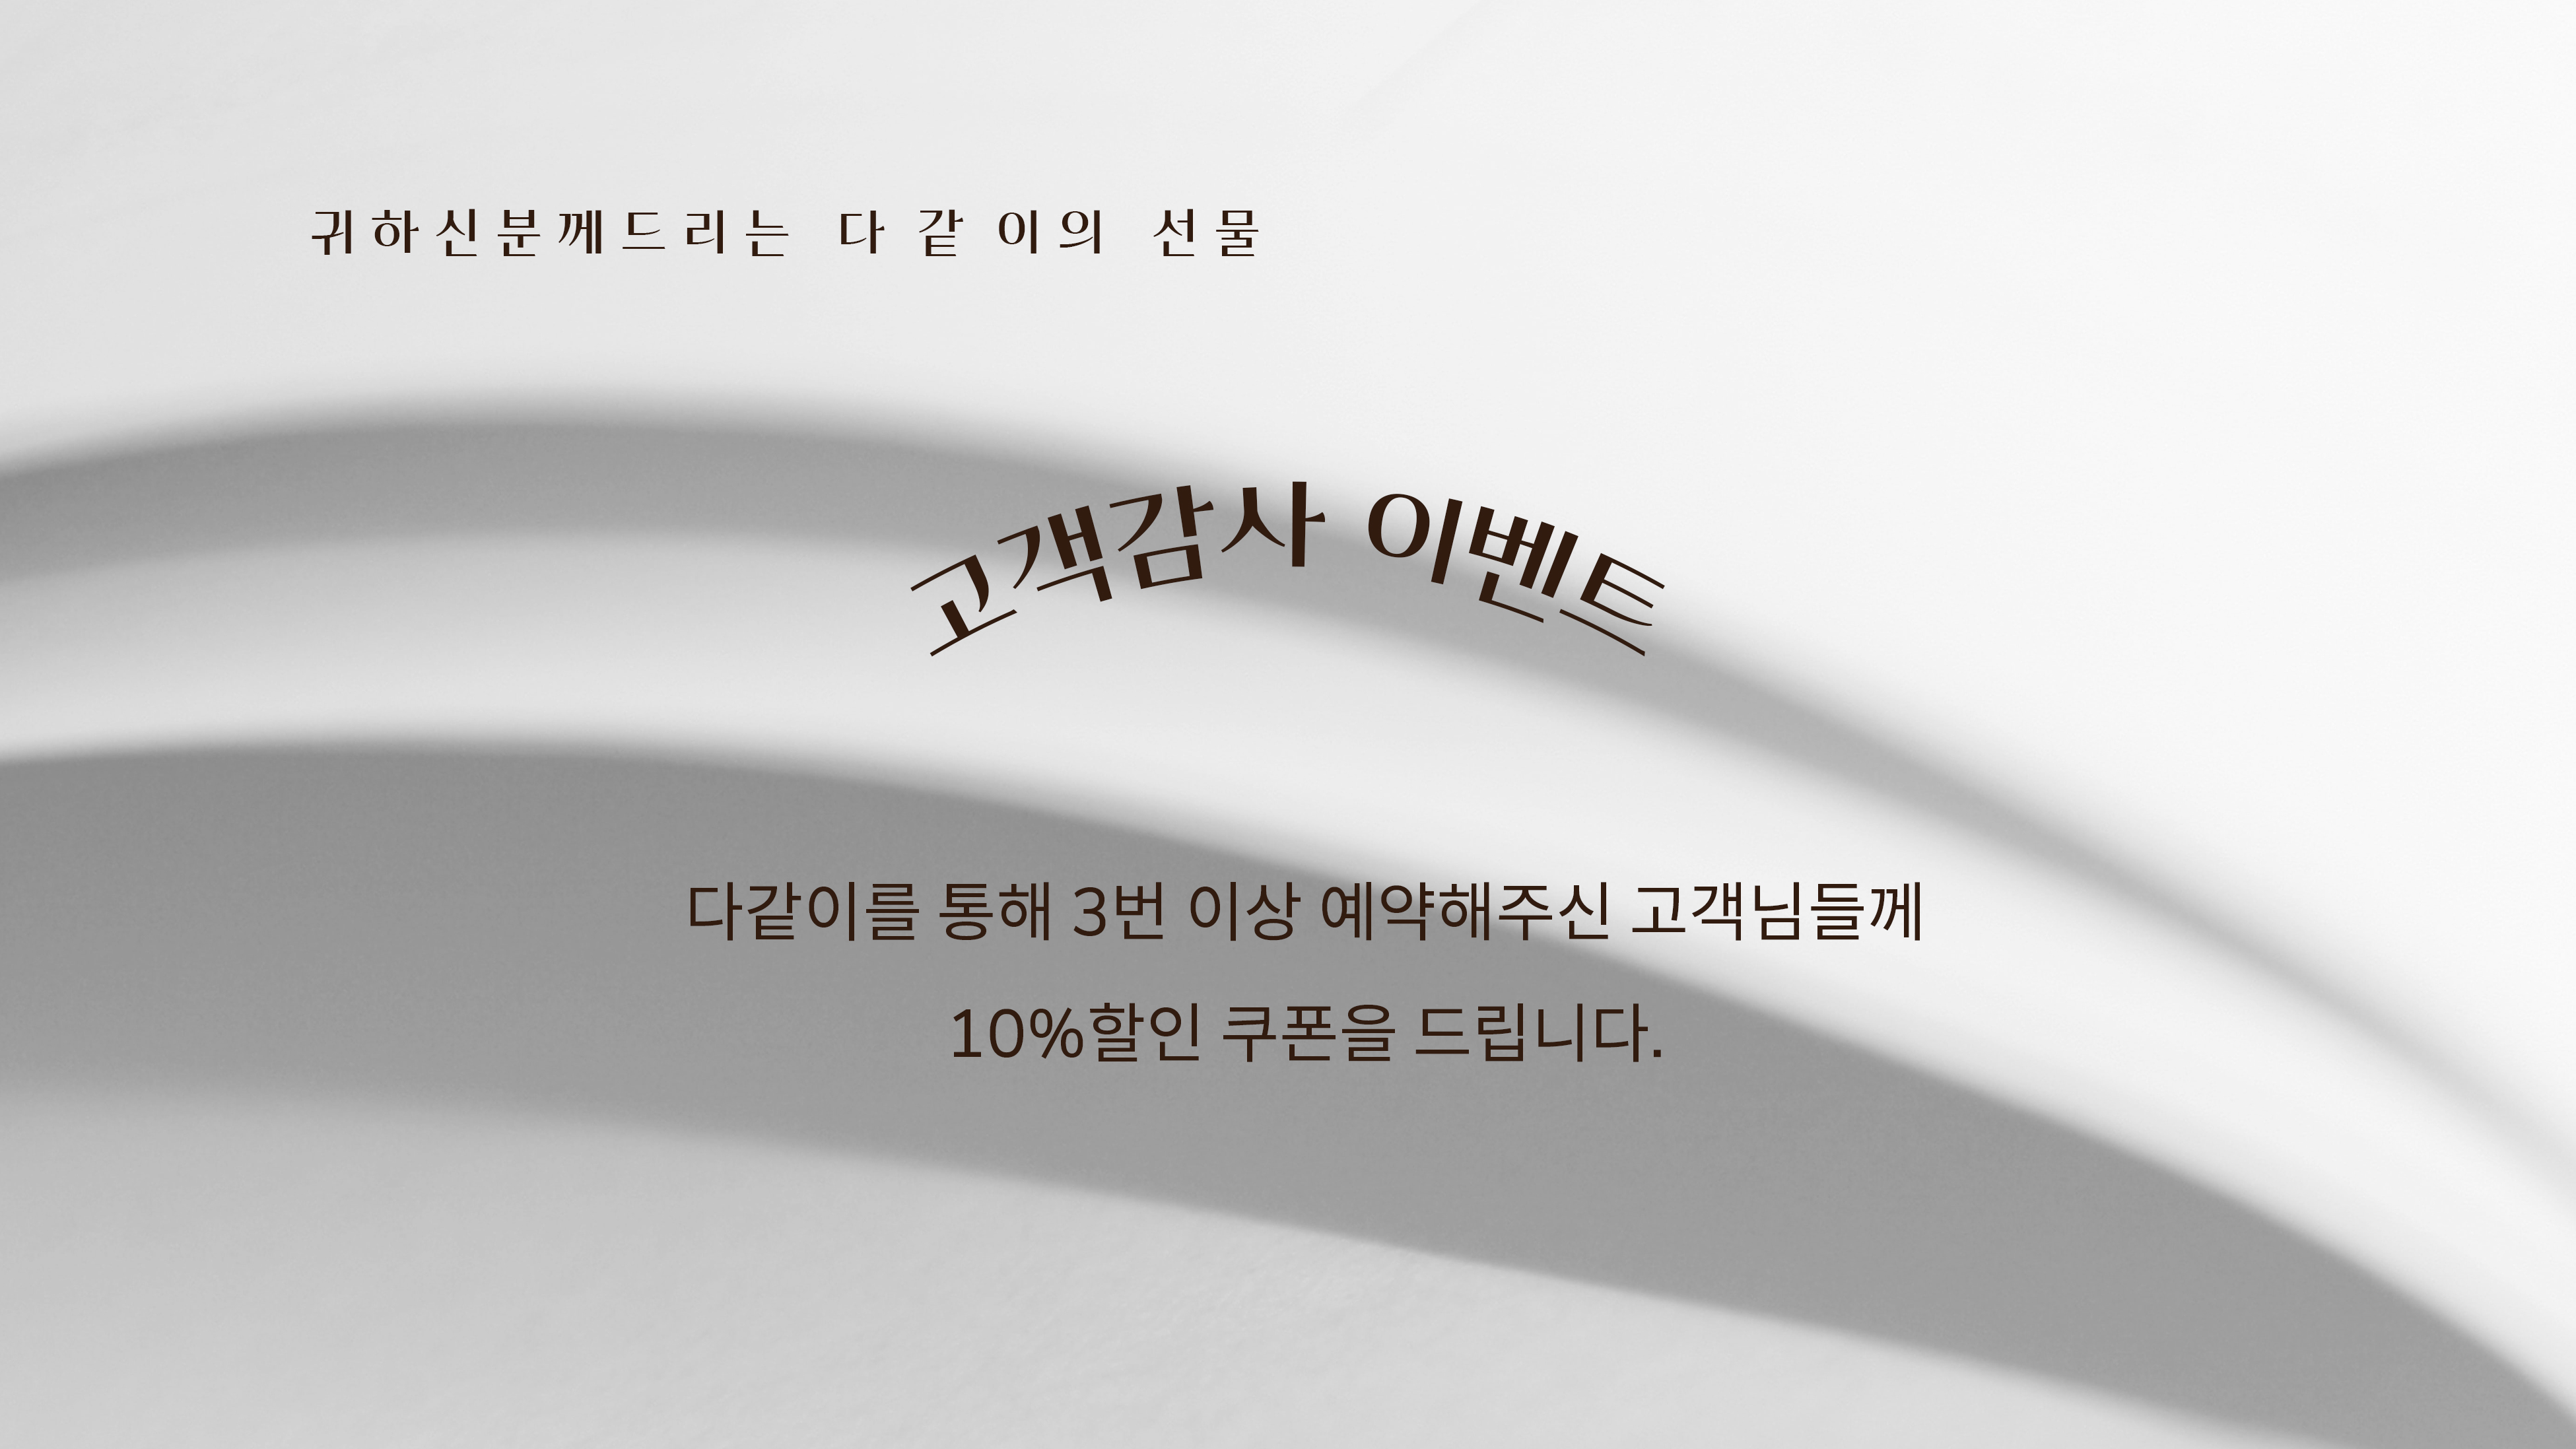 귀하신분께드리는 다 같 이의 선물
고객감사 이벤트
다같이를 통해 3번 이상 예약해주신 고객님들께
10%할인 쿠폰을 드립니다.